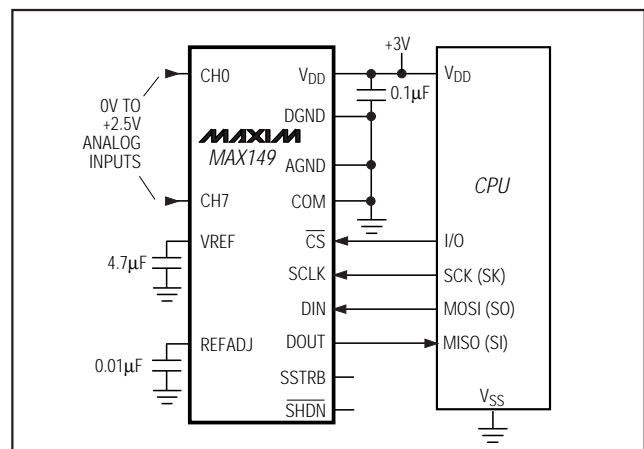 +3V
CH0
VDD
VDD
0.1μF
0V TO
+2.5V
ANALOG
INPUTS
DGND
MAXIM
MAX149
AGND
CPU
CH7
COM
VREF
CS
I/O
4.7μF
SCLK
SCK (SK)
DIN
MOSI (SO)
REFADJ
DOUT
MISO (SI)
0.01μF
SSTRB
SHDN
VSS